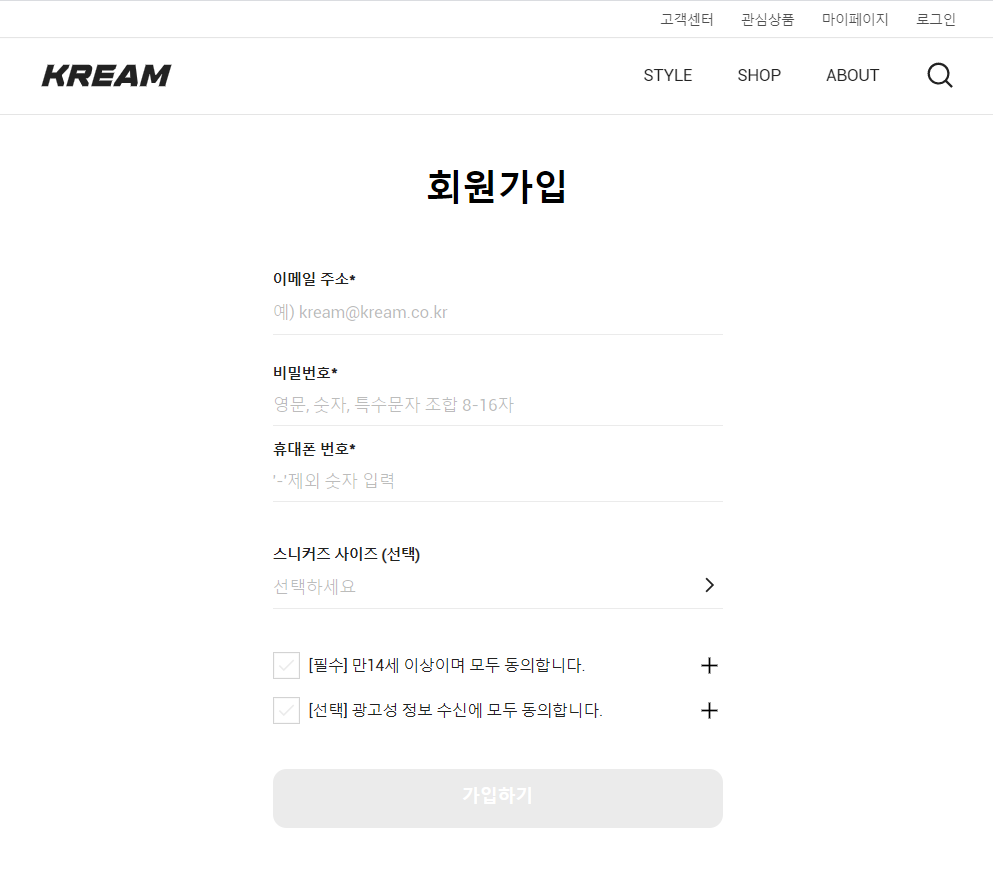 고객센터 관심상품 마이페이지 로그인
KREAM STYLE SHOP ABOUT
회원가입
이메일 주소*
예) kream@kream.co.kr
비밀번호*
영문, 숫자, 특수문자 조합 8-16자
휴대폰 번호*
'-'제외 숫자 입력
스니커즈 사이즈 (선택)
선택하세요
[필수] 만14세 이상이며 모두 동의합니다.
[선택] 광고성 정보 수신에 모두 동의합니다.
가입하기